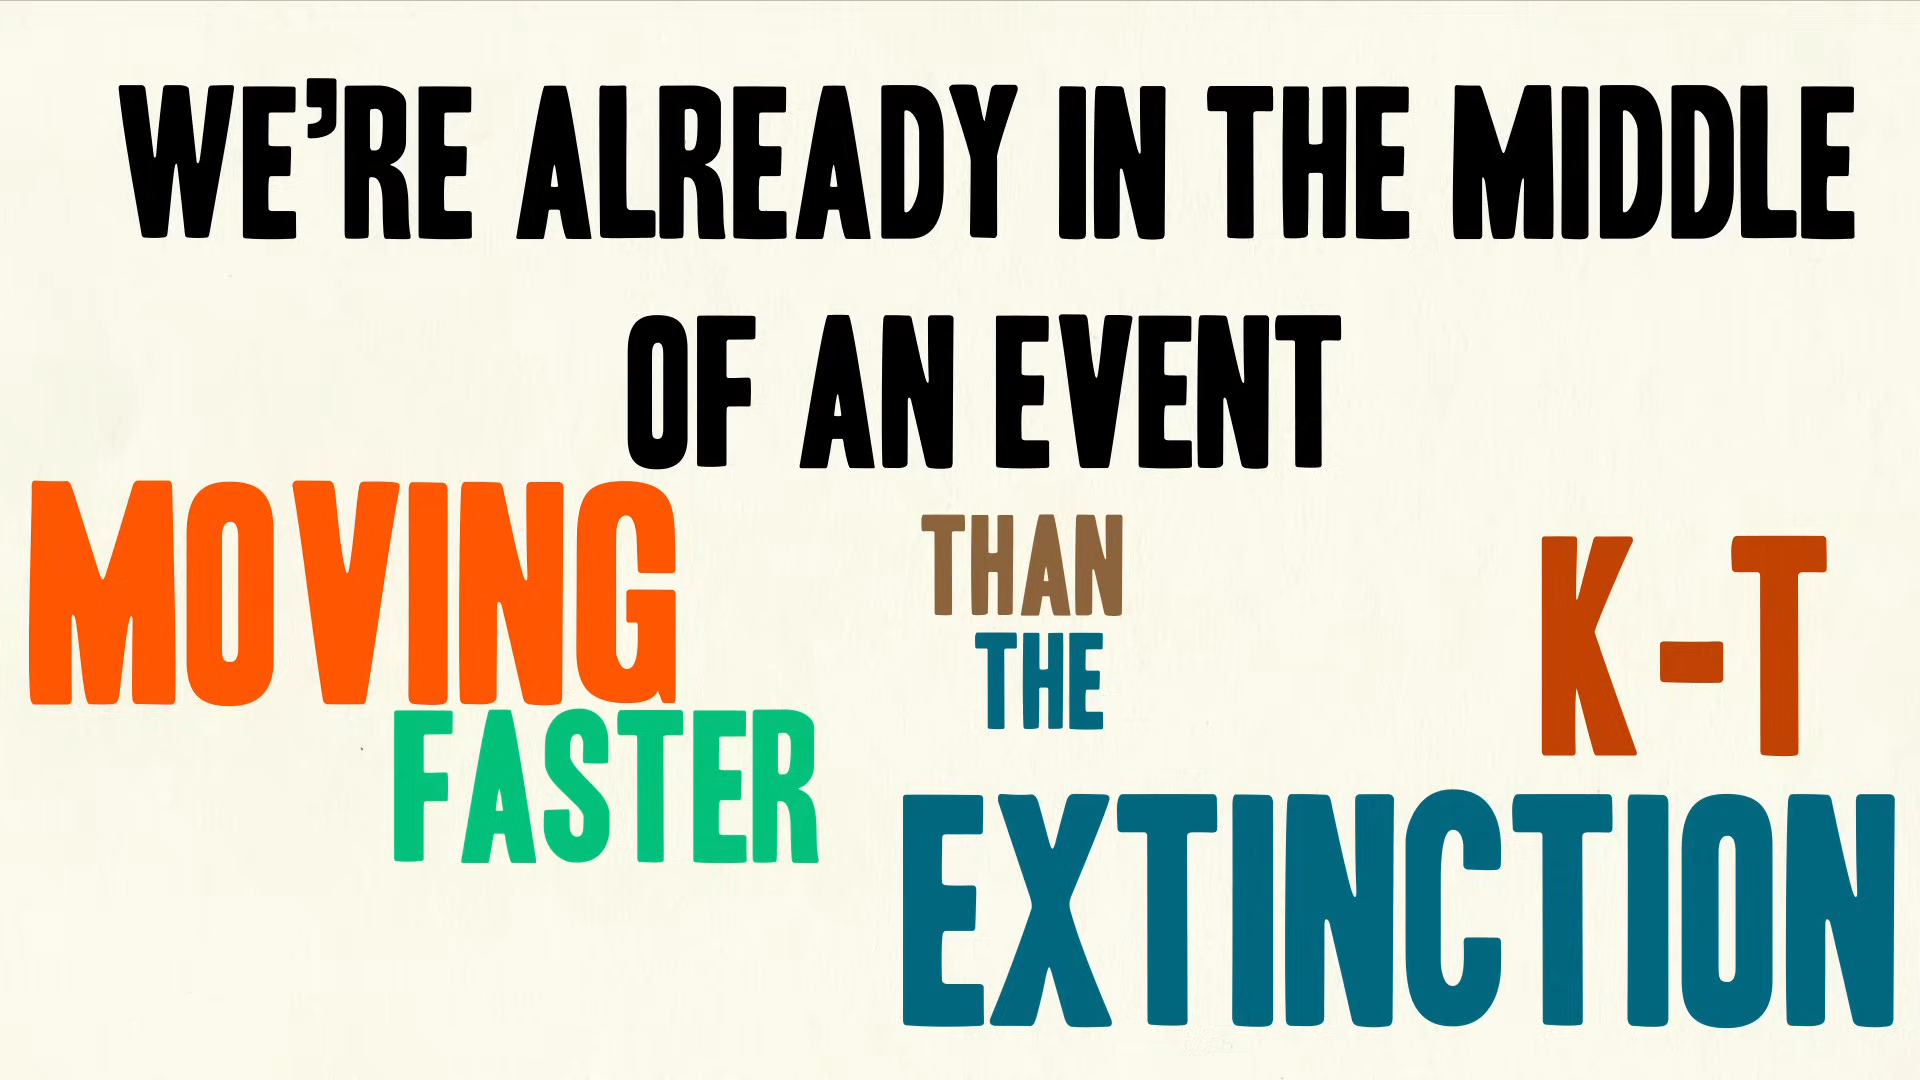 WE'RE ALREADY IN THE MIDDLE
OF AN EVENT
MOVING
FASTER
THAN
THE
K-T
EXTINCTION